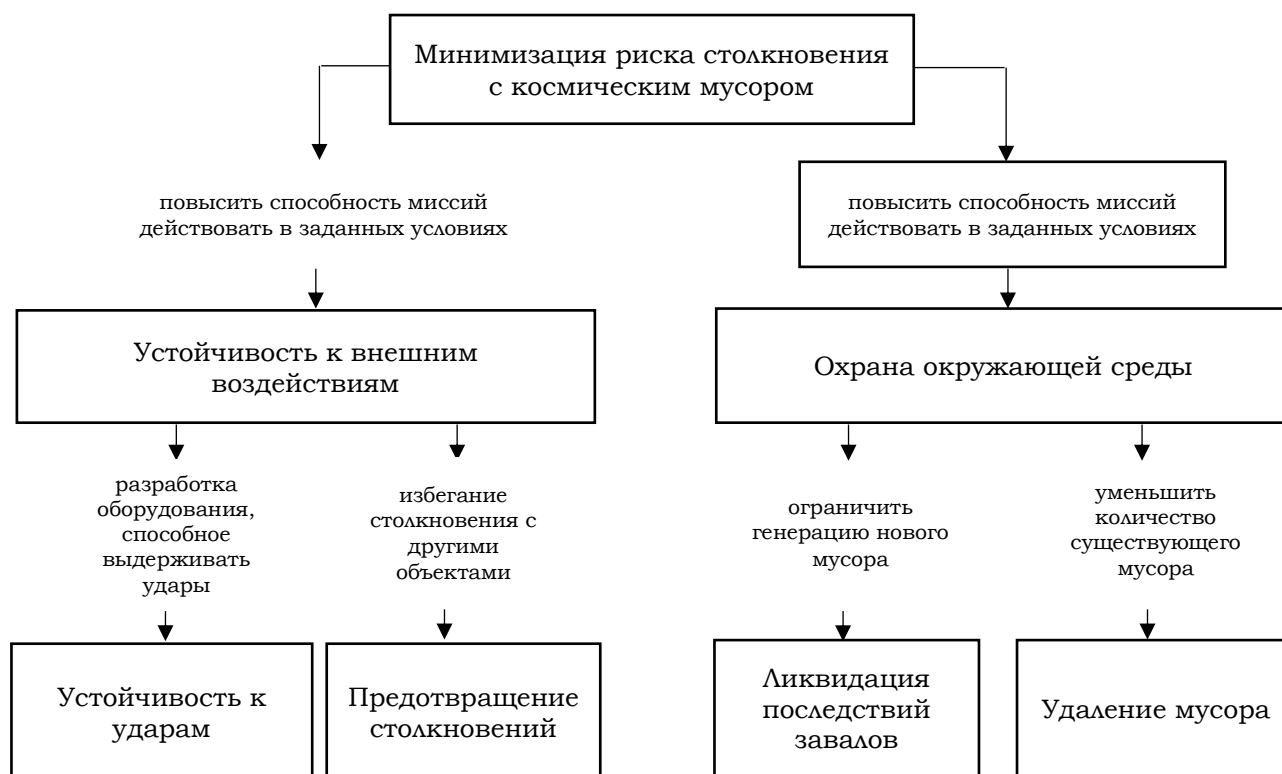 Минимизация риска столкновения
с космическим мусором
повысить способность миссий
действовать в заданных условиях
повысить способность миссий
действовать в заданных условиях
Устойчивость к внешним
воздействиям
Охрана окружающей среды
разработка
оборудования,
способное
выдерживать
удары
избегание
столкновения с
другими
объектами
ограничить
генерацию нового
мусора
уменьшить
количество
существующего
мусора
Устойчивость к
ударам
Предотвращение
столкновений
Ликвидация
последствий
завалов
Удаление мусора